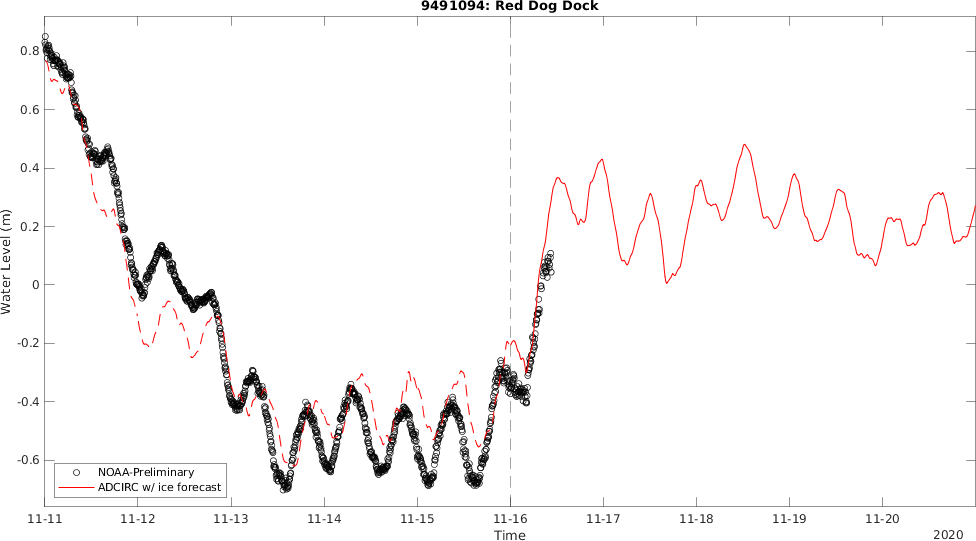 9491094: Red Dog Dock
Water Level (m)
0.8
0.6
0.4
0.2
0
-0.2
-0.4
-0.6
NOAA-Preliminary
ADCIRC w/ ice forecast
11-11 11-12 11-13 11-14 11-15 11-16 11-17 11-18 11-19 11-20
Time
2020